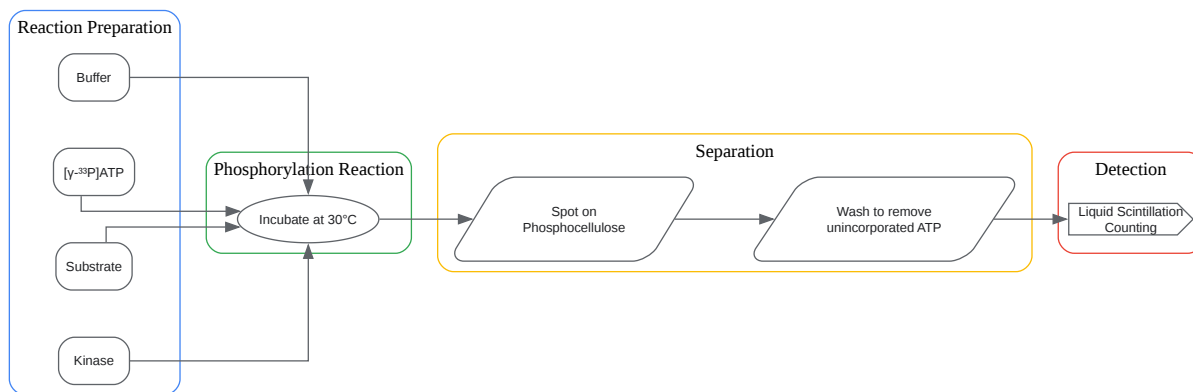 Reaction Preparation
Buffer
[γ-³³P]ATP
Substrate
Kinase
Phosphorylation Reaction
Incubate at 30°C
Separation
Spot on
Phosphocellulose
Wash to remove
unincorporated ATP
Detection
Liquid Scintillation
Counting